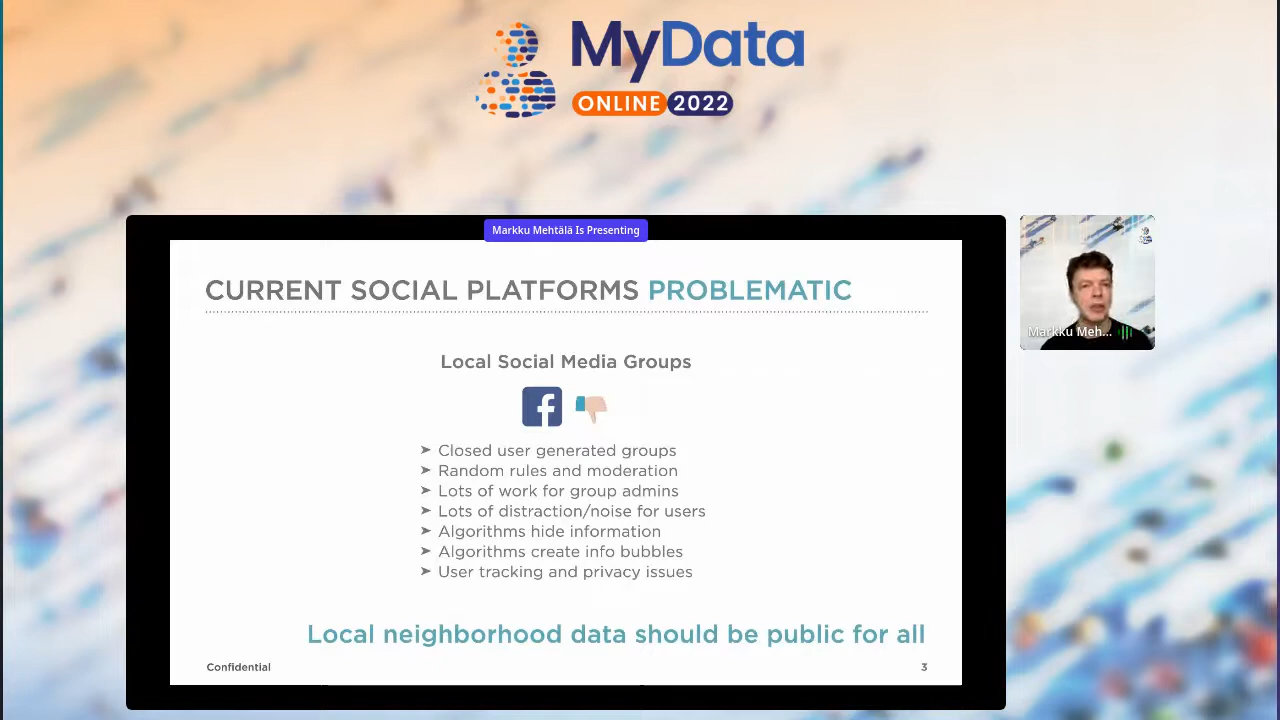 MyData
ONLINE 2022
Markku Mehtälä Is Presenting
CURRENT SOCIAL PLATFORMS PROBLEMATIC
Markku Meh...
Local Social Media Groups
➤ Closed user generated groups
➤ Random rules and moderation
➤ Lots of work for group admins
➤ Lots of distraction/noise for users
➤ Algorithms hide information
➤ Algorithms create info bubbles
➤ User tracking and privacy issues
Local neighborhood data should be public for all
Confidential
3